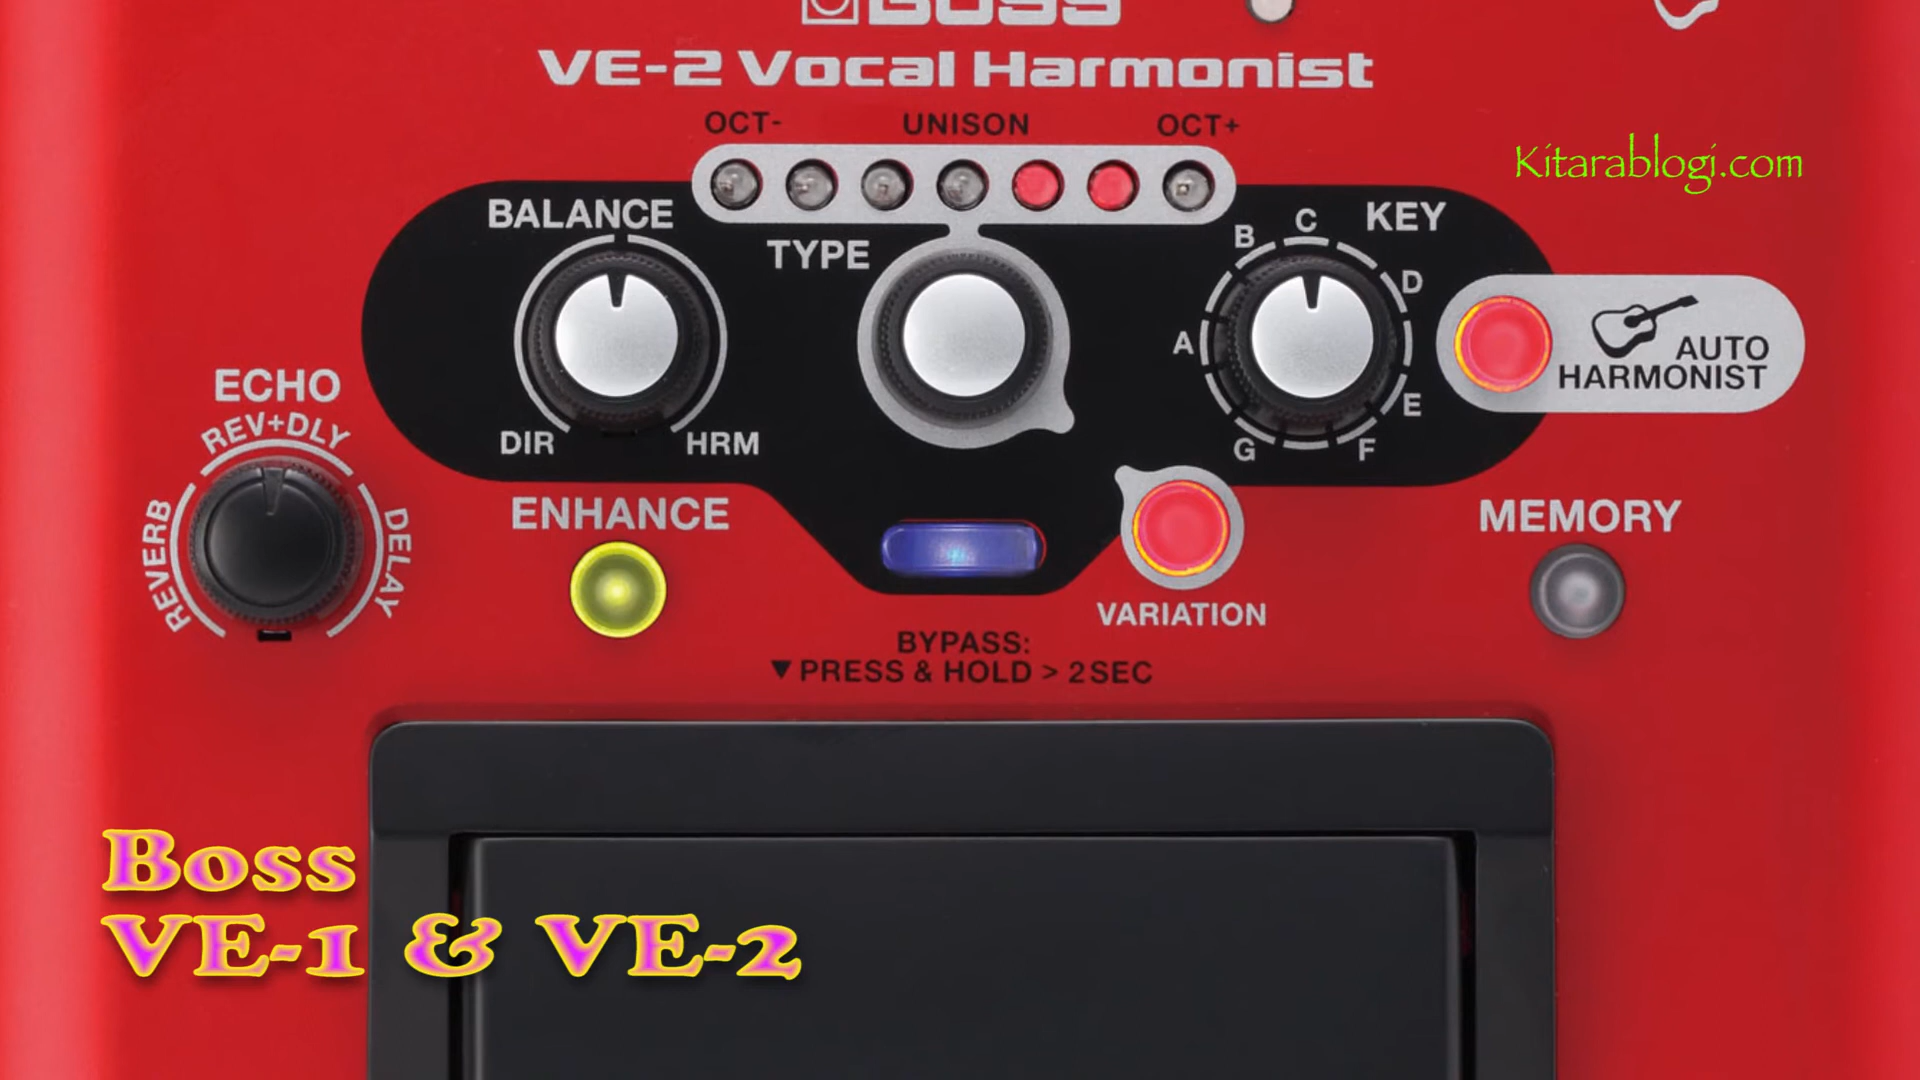 BOSS
VE-2 Vocal Harmonist
OCT- UNISON OCT+
Kitarablogi.com
BALANCE
TYPE
KEY
A B C D E F G
DIR HRM
AUTO
HARMONIST
ECHO
REV+DLY
REVERB
DELAY
ENHANCE
MEMORY
VARIATION
BYPASS:
▼PRESS & HOLD > 2SEC
Boss
VE-1 & VE-2